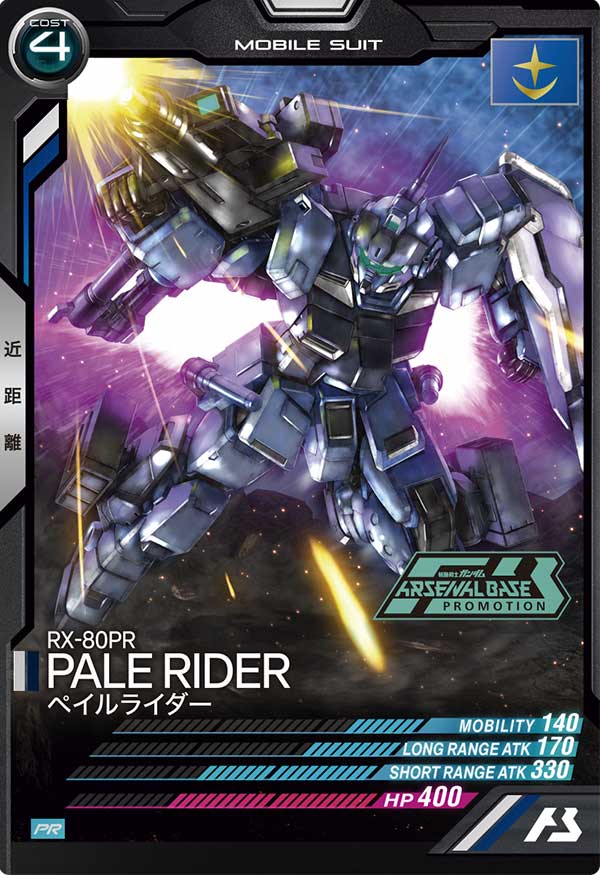 COST
4
MOBILE SUIT
近距離
機動戦士ガンダム
ARSENAL BASE
PROMOTION
RX-80PR
PALE RIDER
ペイルライダー
MOBILITY 140
LONG RANGE ATK 170
SHORT RANGE ATK 330
HP 400
PR
AB